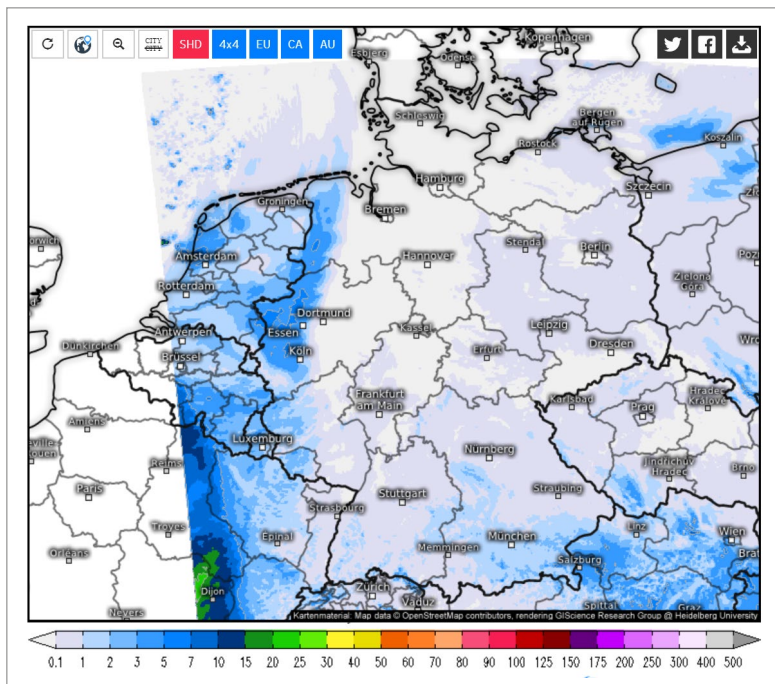 CITY
CITY
SHD
4x4
EU
CA
AU
Kopenhagen
Esbjerg
Odense
Schleswig
Bergen
auf Rügen
Koszalin
Rostock
Hamburg
Szczecin
Groningen
Bremen
Amsterdam
Hannover
Stendal
Berlin
Rotterdam
Zielona
Góra
Dortmund
Antwerpen
Essen
Leipzig
Dünkirchen
Kassel
Dresden
Brüssel
Köln
Erfurt
Frankfurt
am Main
Karlsbad
Hradec
Králové
Prag
Amiens
Luxemburg
Nürnberg
Reims
Jindřichův
Hradec
Brno
Paris
Stuttgart
Straubing
Strasbourg
Troyes
Epinal
München
Linz
Wien
Orléans
Memmingen
Salzburg
Dijon
Zürich
Vaduz
Spittal
Graz
Nevers
Kartenmaterial: Map data © OpenStreetMap contributors, rendering GIScience Research Group @ Heidelberg University
0.1 1 2 3 5 7 10 15 20 25 30 40 50 60 70 80 90 100 125 150 175 200 250 300 400 500